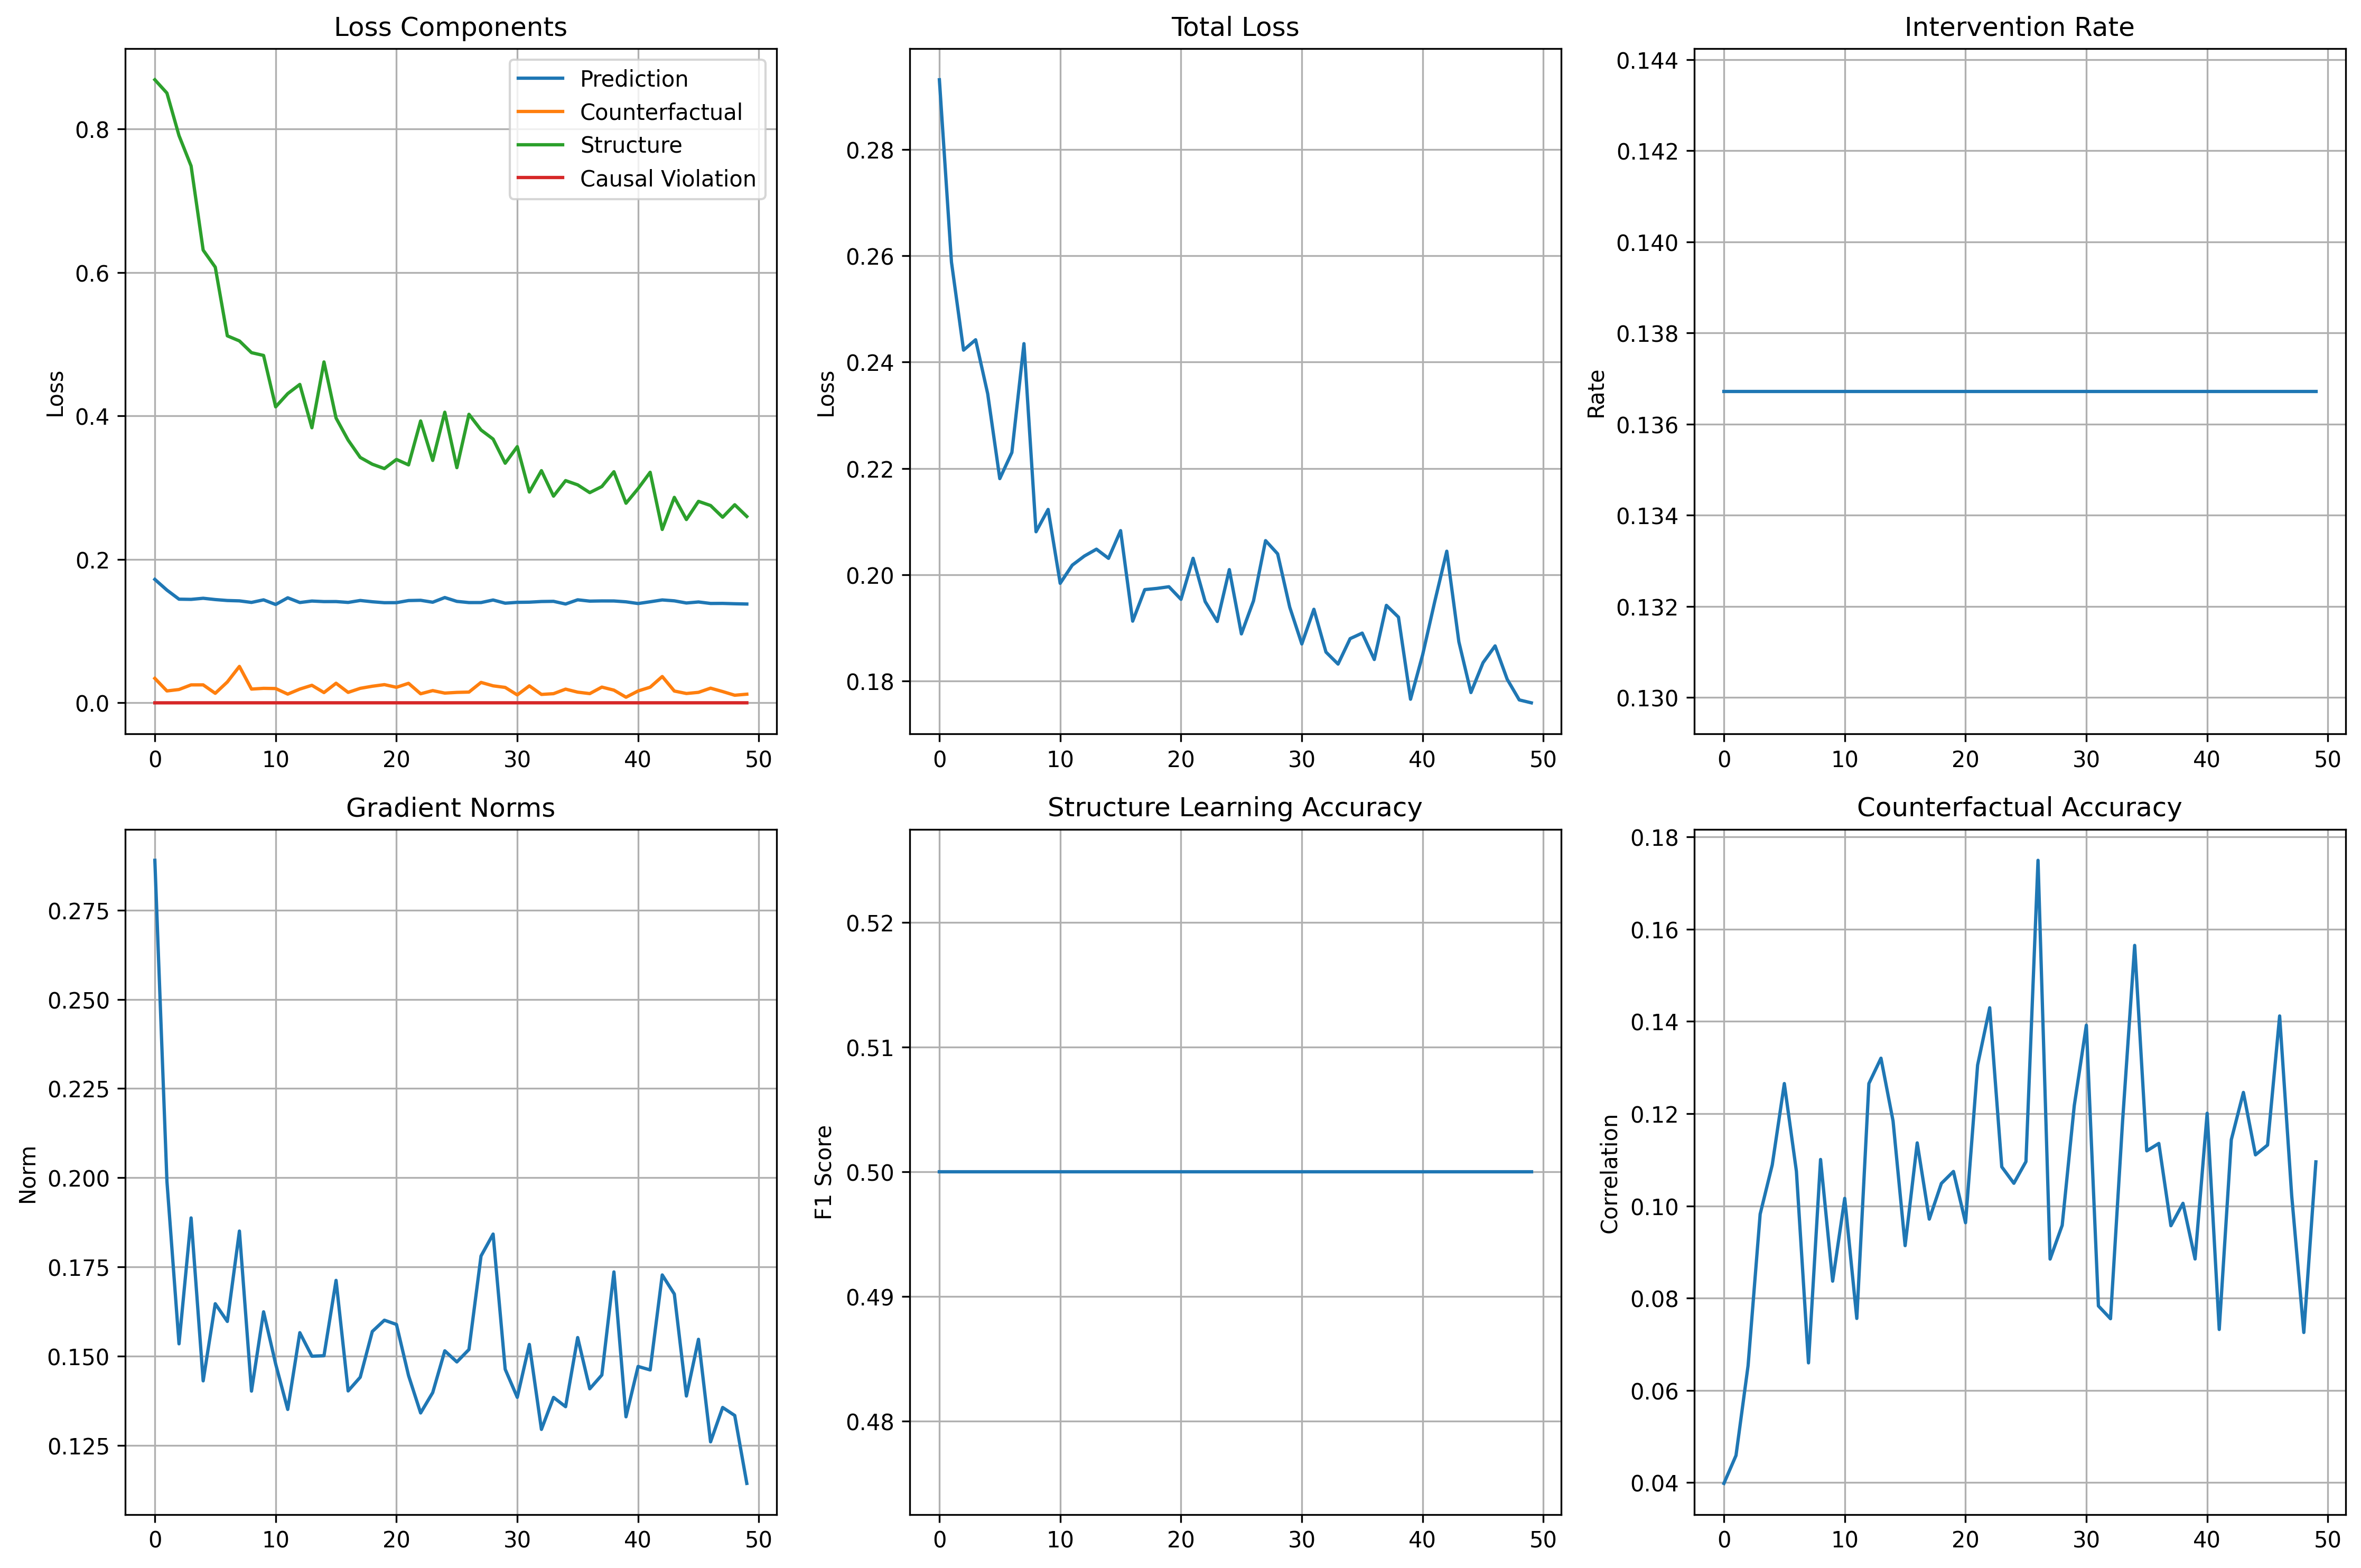 Loss Components
Loss
0.8
0.6
0.4
0.2
0.0
Prediction
Counterfactual
Structure
Causal Violation
0 10 20 30 40 50
Total Loss
Loss
0.28
0.26
0.24
0.22
0.20
0.18
0 10 20 30 40 50
Intervention Rate
Rate
0.144
0.142
0.140
0.138
0.136
0.134
0.132
0.130
0 10 20 30 40 50
Gradient Norms
Norm
0.275
0.250
0.225
0.200
0.175
0.150
0.125
0 10 20 30 40 50
Structure Learning Accuracy
F1 Score
0.52
0.51
0.50
0.49
0.48
0 10 20 30 40 50
Counterfactual Accuracy
Correlation
0.18
0.16
0.14
0.12
0.10
0.08
0.06
0.04
0 10 20 30 40 50